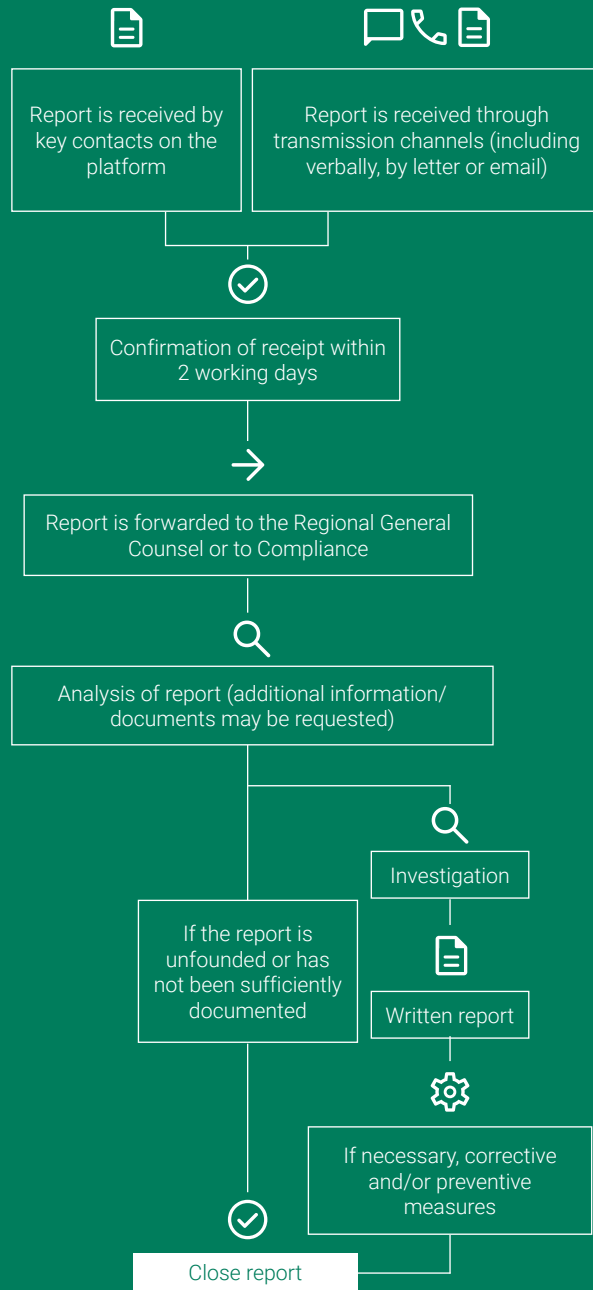 Report is received by
key contacts on the
platform
Report is received through
transmission channels (including
verbally, by letter or email)
Confirmation of receipt within
2 working days
Report is forwarded to the Regional General
Counsel or to Compliance
Analysis of report (additional information/
documents may be requested)
Investigation
If the report is
unfounded or has
not been sufficiently
documented
Written report
If necessary, corrective
and/or preventive
measures
Close report